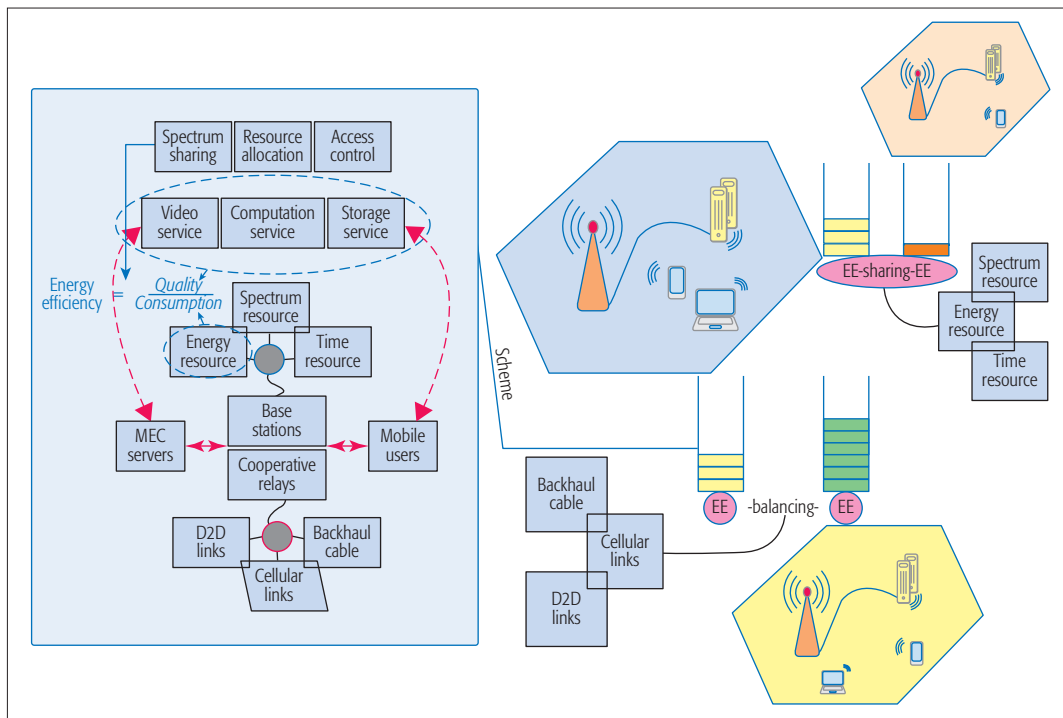 Spectrum
sharing
Resource
allocation
Access
control
Video
service
Computation
service
Storage
service
Energy
efficiency
=
Quality
Consumption
Spectrum
resource
Energy
resource
Time
resource
Base
stations
MEC
servers
Mobile
users
Cooperative
relays
D2D
links
Backhaul
cable
Cellular
links
Scheme
EE-sharing-EE
Spectrum
resource
Energy
resource
Time
resource
Backhaul
cable
Cellular
links
D2D
links
EE
-balancing-
EE